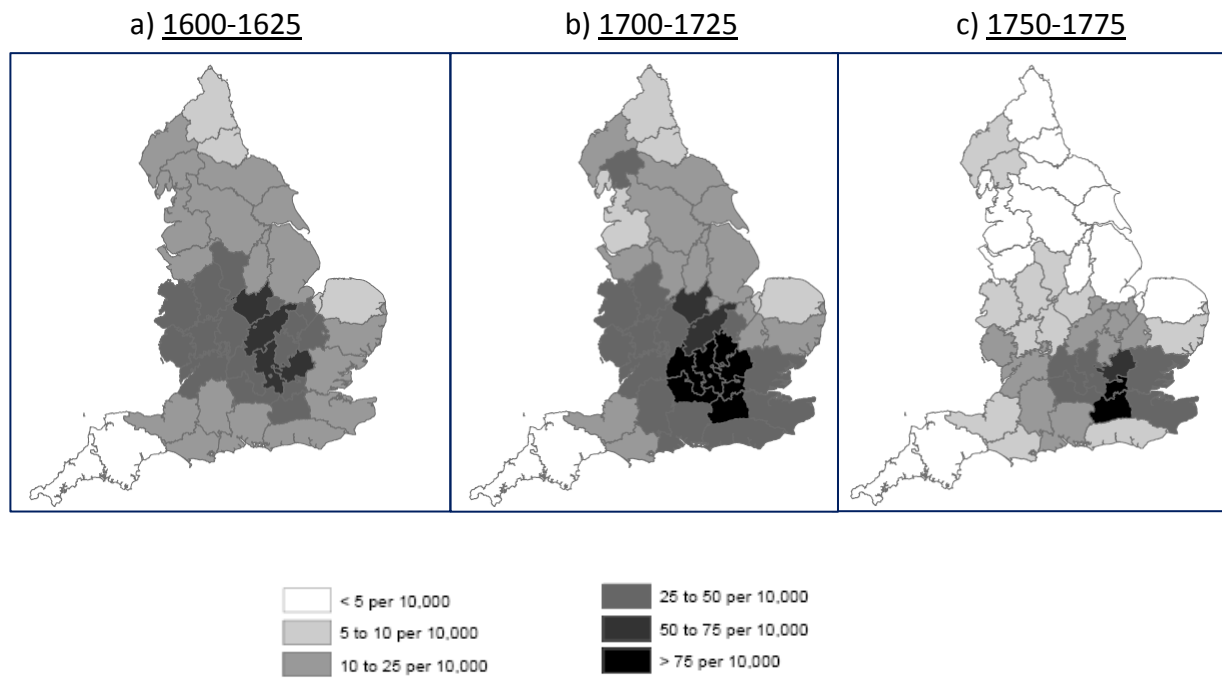 a) 1600-1625
b) 1700-1725
c) 1750-1775
< 5 per 10,000
5 to 10 per 10,000
10 to 25 per 10,000
25 to 50 per 10,000
50 to 75 per 10,000
> 75 per 10,000